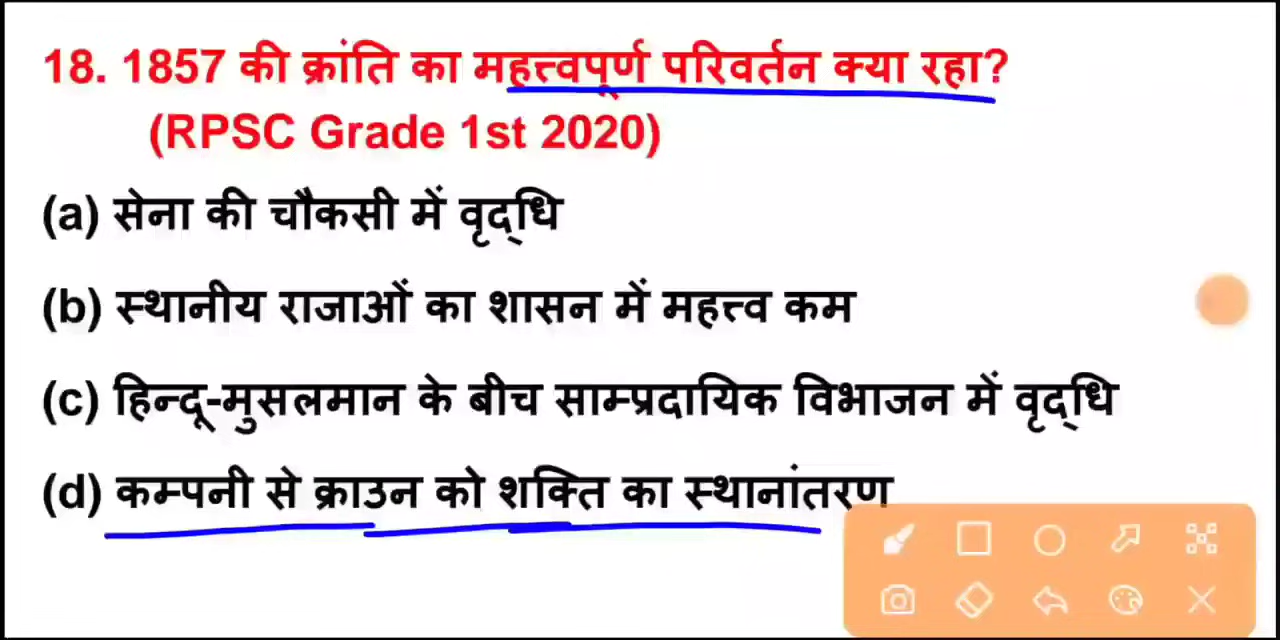 18. 1857 की क्रांति का महत्त्वपूर्ण परिवर्तन क्या रहा?
(RPSC Grade 1st 2020)
(a) सेना की चौकसी में वृद्धि
(b) स्थानीय राजाओं का शासन में महत्त्व कम
(c) हिन्दू-मुसलमान के बीच साम्प्रदायिक विभाजन में वृद्धि
(d) कम्पनी से क्राउन को शक्ति का स्थानांतरण